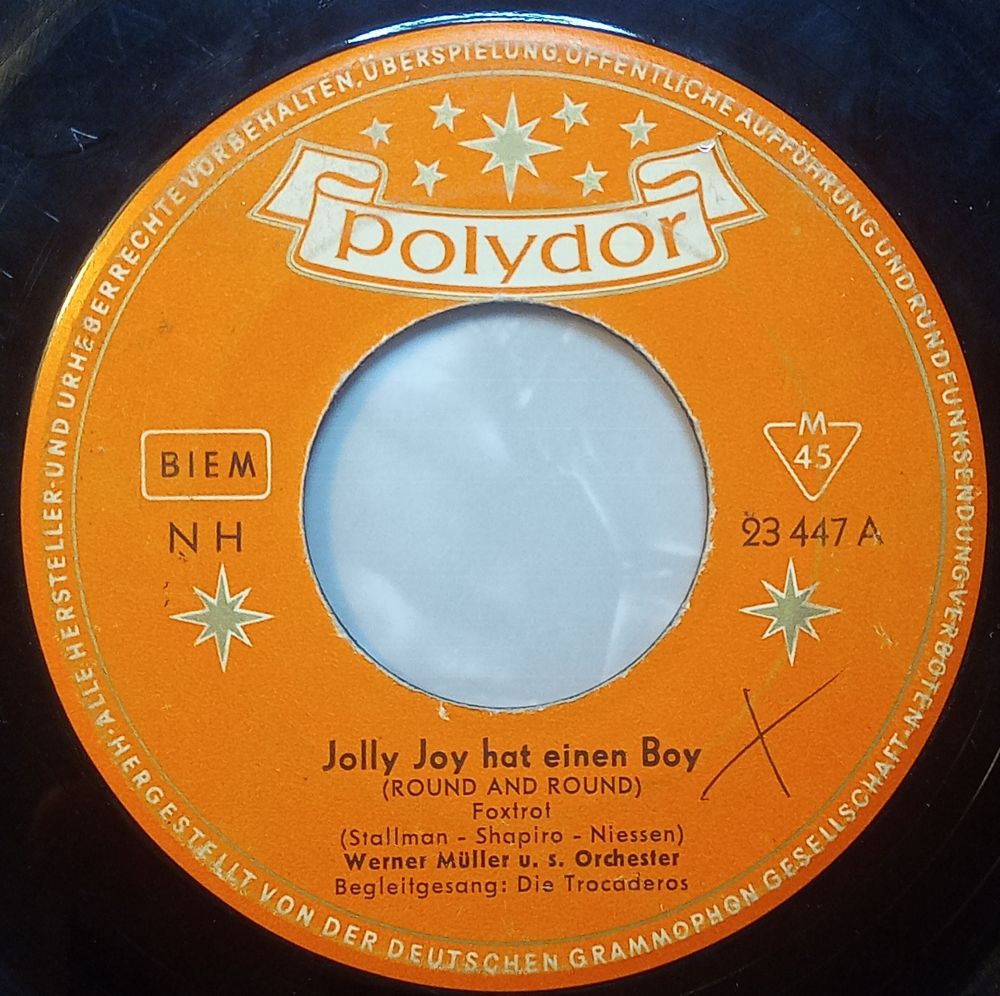 ALLE HERSTELLER-UND URHEBERRECHTE VORBEHALTEN, ÜBERSPIELUNG. ÖFFENTLICHE AUFFÜHRUNG UND RUNDFUNKSENDUNG VERBOTEN
polydor
BIEM
NH
M
45
23 447 A
Jolly Joy hat einen Boy
(ROUND AND ROUND)
Foxtrot
(Stallman - Shapiro - Niessen)
Werner Müller u. s. Orchester
Begleitgesang: Die Trocaderos
HERGESTELLT VON DER DEUTSCHEN GRAMMOPHON GESELLSCHAFT